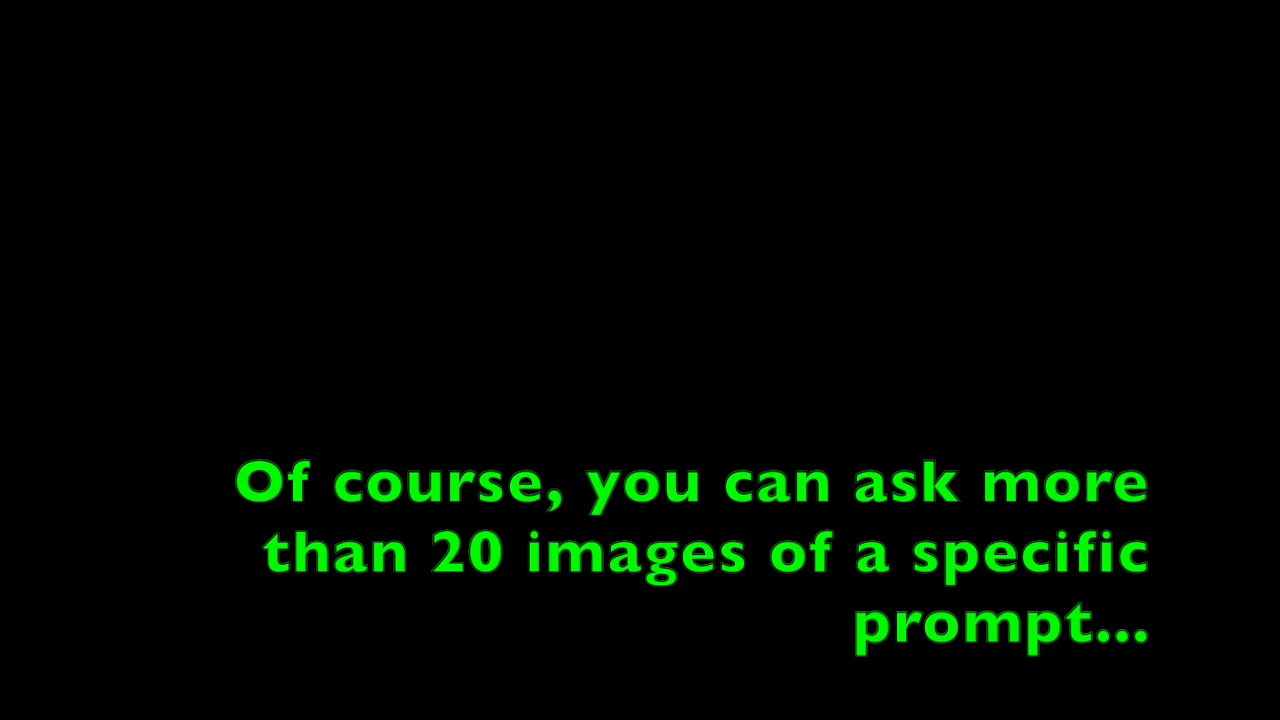 Of course, you can ask more
than 20 images of a specific
prompt...